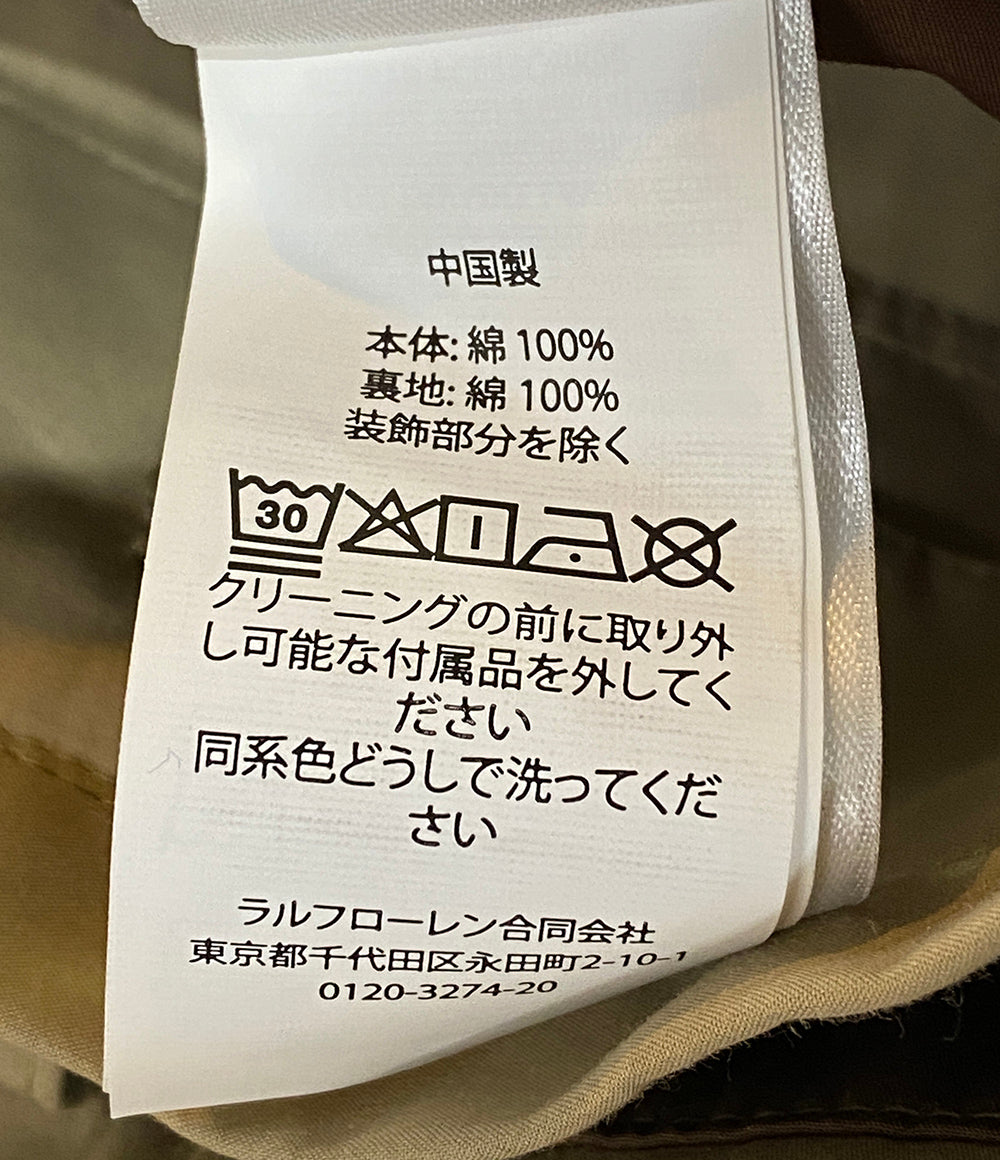 中国製
本体: 綿 100%
裏地: 綿 100%
装飾部分を除く
30
クリーニングの前に取り外
し可能な付属品を外してく
ださい
同系色どうしで洗ってくだ
さい
ラルフローレン合同会社
東京都千代田区永田町2-10-1
0120-3274-20